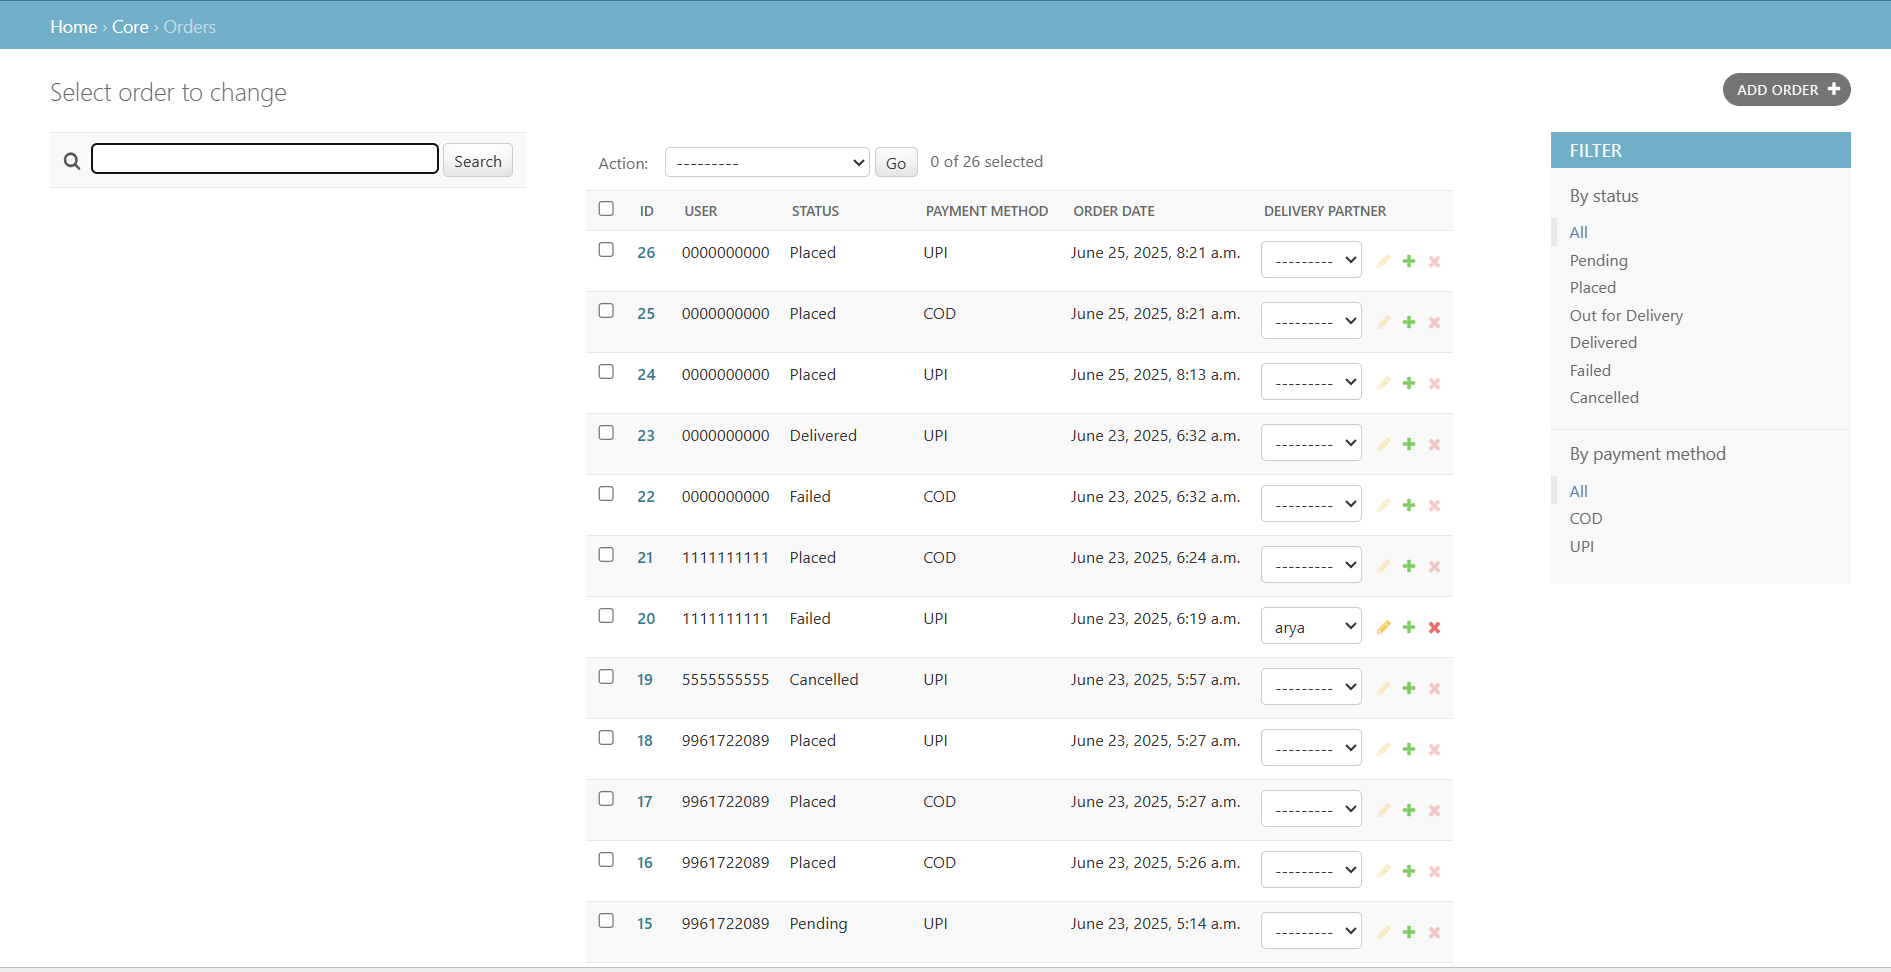 Home › Core › Orders
Select order to change
ADD ORDER +
Search
Action: --------- Go 0 of 26 selected
ID USER STATUS PAYMENT METHOD ORDER DATE DELIVERY PARTNER
26 0000000000 Placed UPI June 25, 2025, 8:21 a.m. ---------
25 0000000000 Placed COD June 25, 2025, 8:21 a.m. ---------
24 0000000000 Placed UPI June 25, 2025, 8:13 a.m. ---------
23 0000000000 Delivered UPI June 23, 2025, 6:32 a.m. ---------
22 0000000000 Failed COD June 23, 2025, 6:32 a.m. ---------
21 1111111111 Placed COD June 23, 2025, 6:24 a.m. ---------
20 1111111111 Failed UPI June 23, 2025, 6:19 a.m. arya
19 5555555555 Cancelled UPI June 23, 2025, 5:57 a.m. ---------
18 9961722089 Placed UPI June 23, 2025, 5:27 a.m. ---------
17 9961722089 Placed COD June 23, 2025, 5:27 a.m. ---------
16 9961722089 Placed COD June 23, 2025, 5:26 a.m. ---------
15 9961722089 Pending UPI June 23, 2025, 5:14 a.m. ---------
FILTER
By status
All
Pending
Placed
Out for Delivery
Delivered
Failed
Cancelled
By payment method
All
COD
UPI